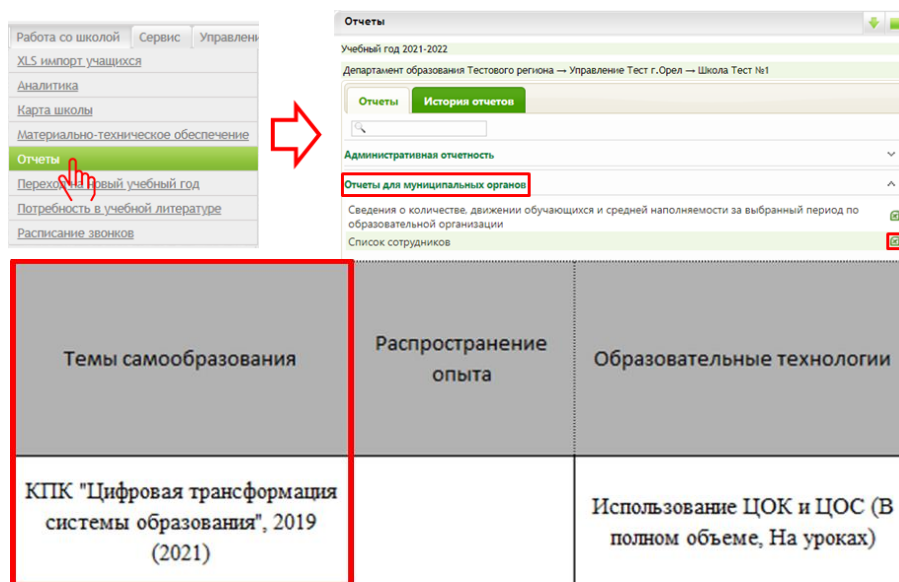 Работа со школой Сервис Управлен
XLS импорт учащихся
Аналитика
Карта школы
Материально-техническое обеспечение
Отчеты
Переход на новый учебный год
Потребность в учебной литературе
Расписание звонков
Отчеты
Учебный год 2021-2022
Департамент образования Тестового региона → Управление Тест г.Орел → Школа Тест №1
Отчеты История отчетов
Административная отчетность
Отчеты для муниципальных органов
Сведения о количестве, движении обучающихся и средней наполняемости за выбранный период по
образовательной организации
Список сотрудников
Темы самообразования
Распространение
опыта
Образовательные технологии
КПК "Цифровая трансформация
системы образования", 2019
(2021)
Использование ЦОК и ЦОС (В
полном объеме, На уроках)